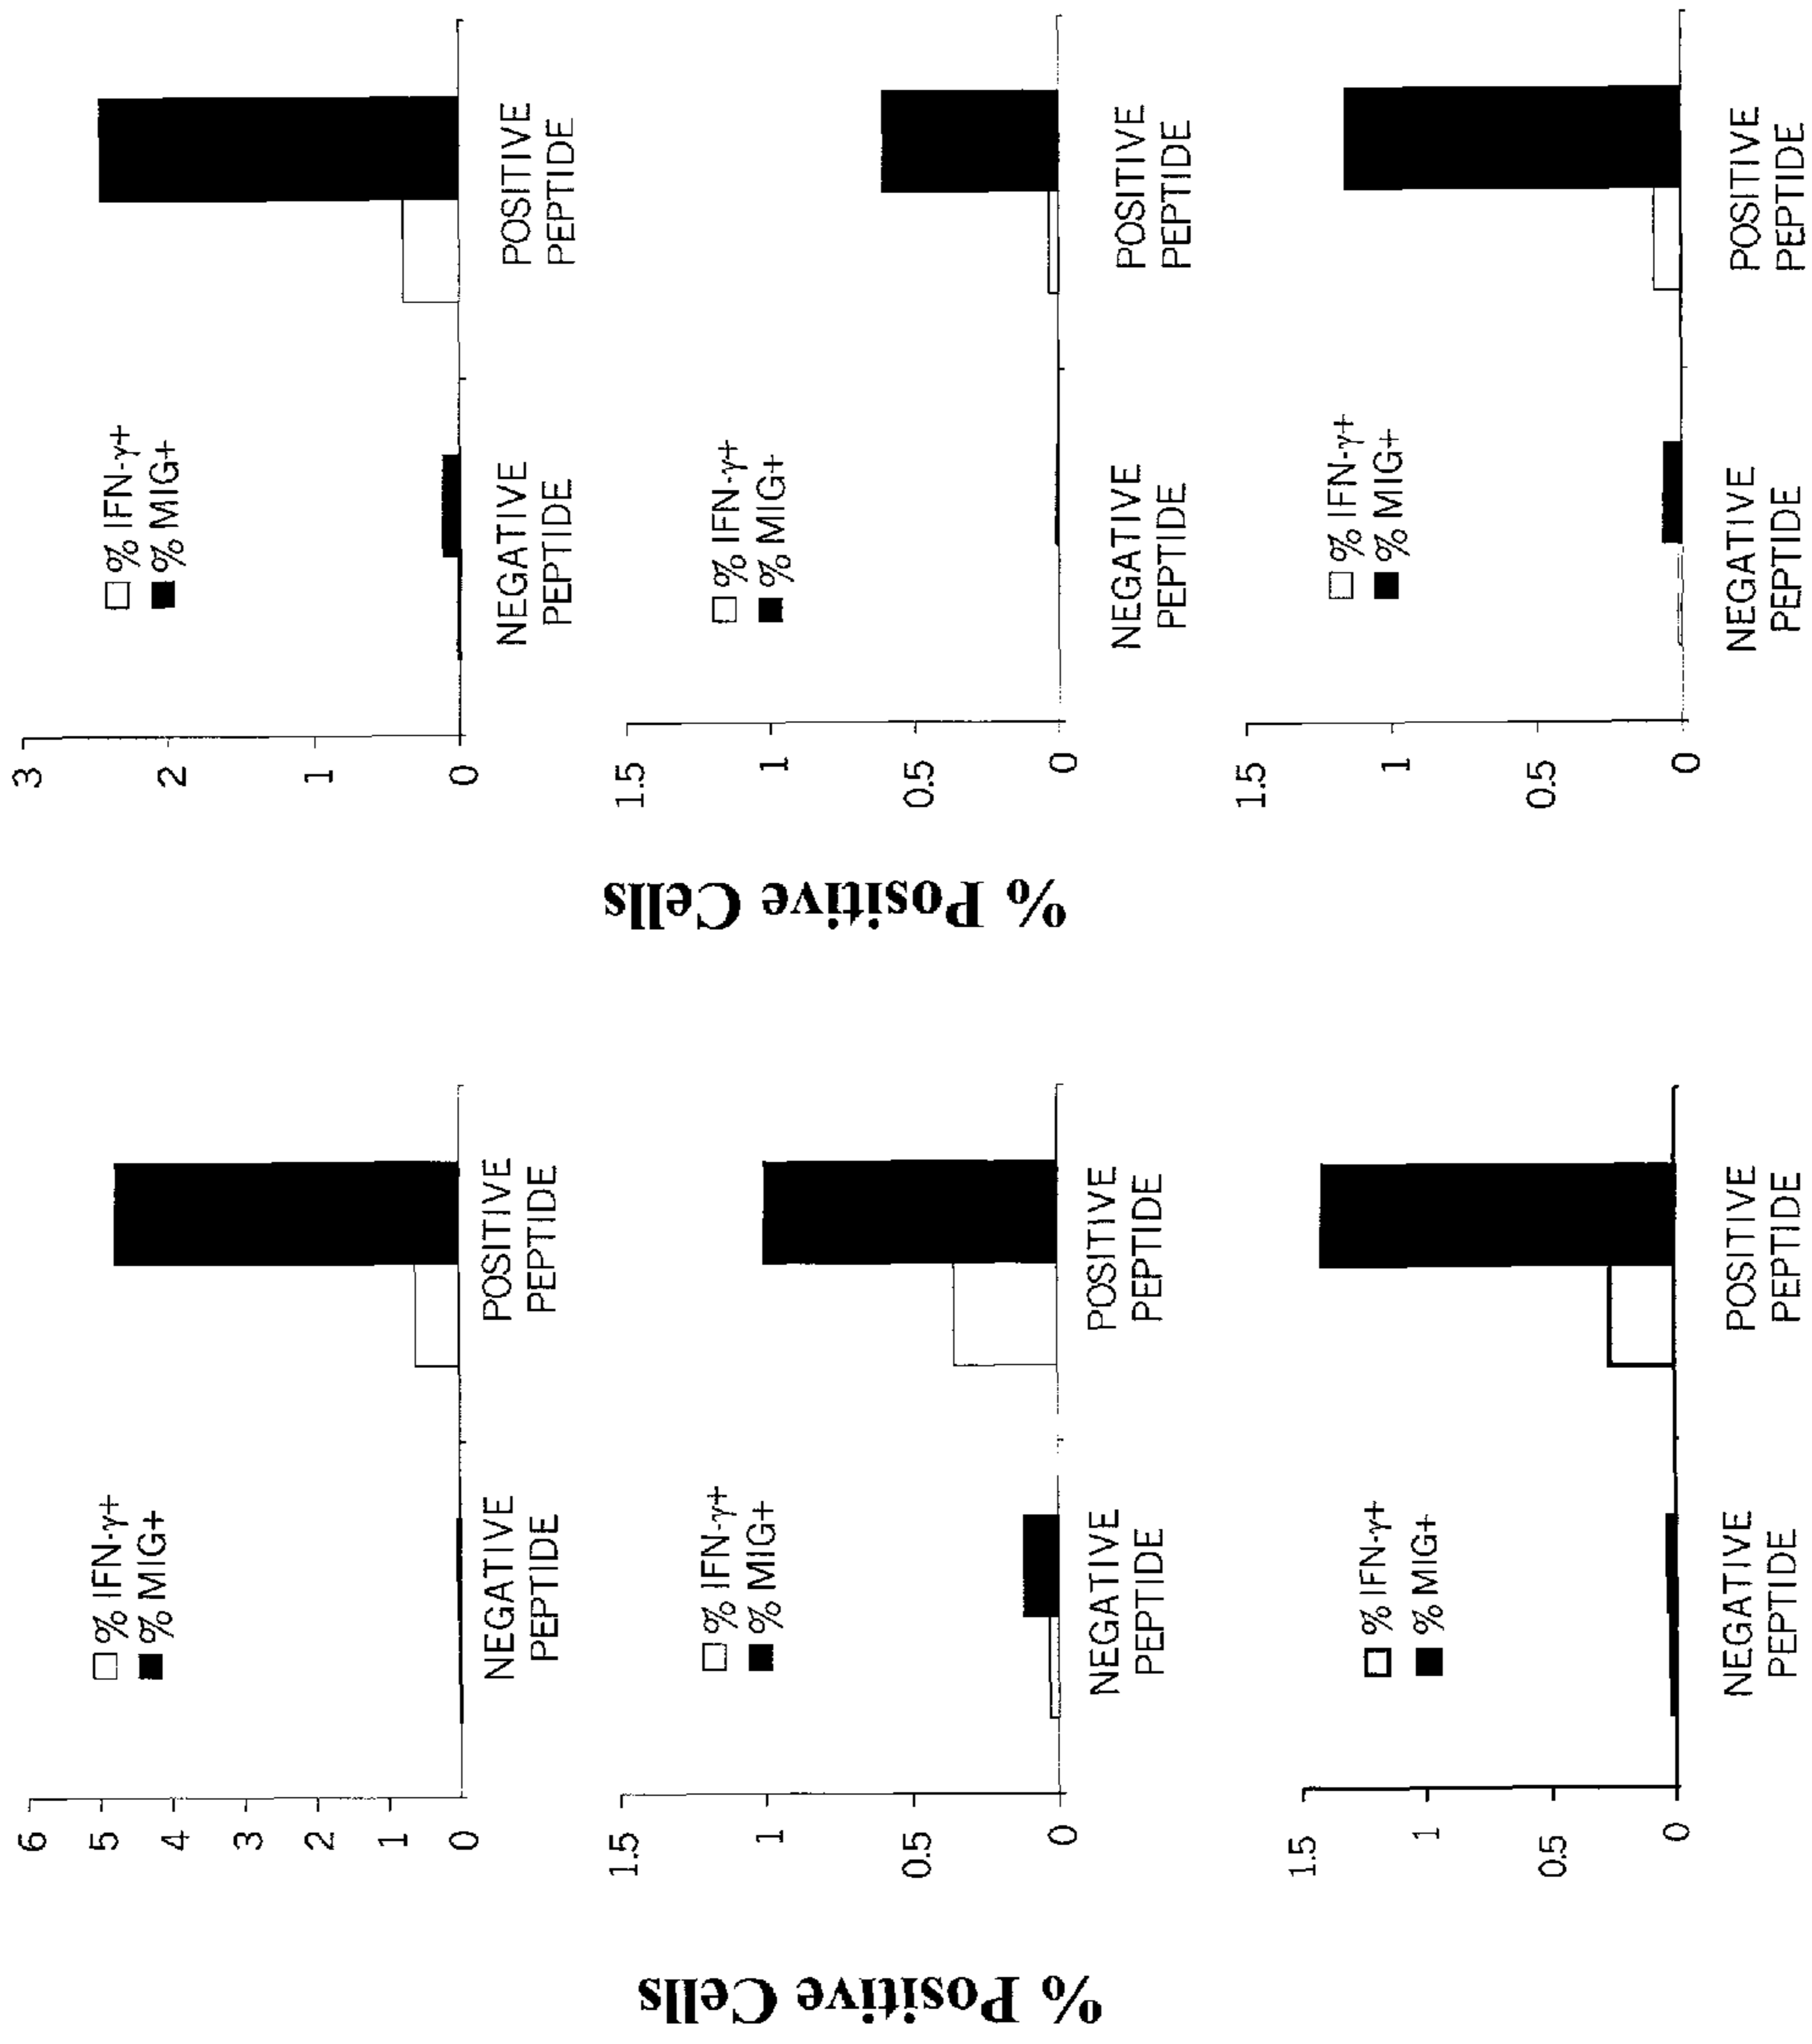 % Positive Cells
6
5
4
3
2
1
0
% IFN-γ+
% MIG+
NEGATIVE
PEPTIDE
POSITIVE
PEPTIDE
1.5
1
0.5
0
% IFN-γ+
% MIG+
NEGATIVE
PEPTIDE
POSITIVE
PEPTIDE
1.5
1
0.5
0
% IFN-γ+
% MIG+
NEGATIVE
PEPTIDE
POSITIVE
PEPTIDE
% Positive Cells
3
2
1
0
% IFN-γ+
% MIG+
NEGATIVE
PEPTIDE
POSITIVE
PEPTIDE
1.5
1
0.5
0
% IFN-γ+
% MIG+
NEGATIVE
PEPTIDE
POSITIVE
PEPTIDE
1.5
1
0.5
0
% IFN-γ+
% MIG+
NEGATIVE
PEPTIDE
POSITIVE
PEPTIDE